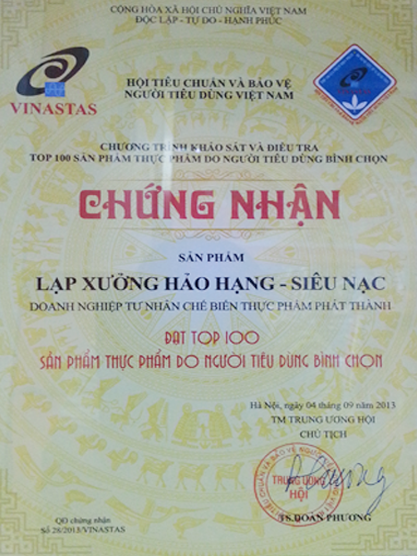 CỘNG HÒA XÃ HỘI CHỦ NGHĨA VIỆT NAM
ĐỘC LẬP - TỰ DO - HẠNH PHÚC
VINASTAS
HỘI TIÊU CHUẨN VÀ BẢO VỆ
NGƯỜI TIÊU DÙNG VIỆT NAM
CHƯƠNG TRÌNH KHẢO SÁT VÀ ĐIỀU TRA
TOP 100 SẢN PHẨM THỰC PHẨM DO NGƯỜI TIÊU DÙNG BÌNH CHỌN
CHỨNG NHẬN
SẢN PHẨM
LẠP XƯỞNG HẢO HẠNG - SIÊU NẠC
DOANH NGHIỆP TƯ NHÂN CHẾ BIẾN THỰC PHẨM PHÁT THÀNH
ĐẠT TOP 100
SẢN PHẨM THỰC PHẨM DO NGƯỜI TIÊU DÙNG BÌNH CHỌN
Hà Nội, ngày 04 tháng 09 năm 2013
TM TRUNG ƯƠNG HỘI
CHỦ TỊCH
TRUNG ƯƠNG
HỘI
TS.ĐOÀN PHƯƠNG
QĐ chứng nhận
Số 28/2013/VINASTAS